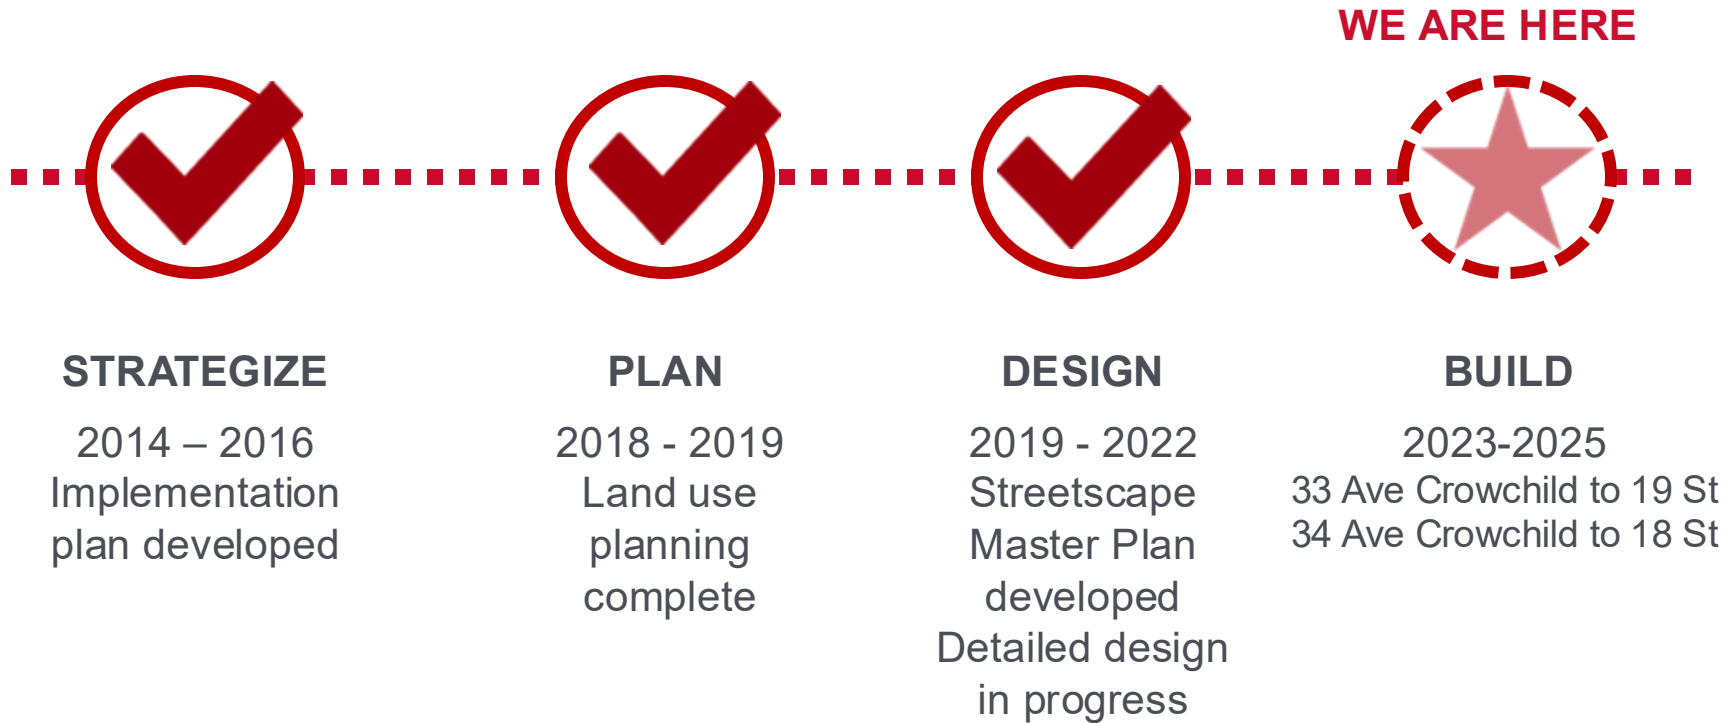 WE ARE HERE
STRATEGIZE
2014 – 2016
Implementation
plan developed
PLAN
2018 - 2019
Land use
planning
complete
DESIGN
2019 - 2022
Streetscape
Master Plan
developed
Detailed design
in progress
BUILD
2023-2025
33 Ave Crowchild to 19 St
34 Ave Crowchild to 18 St